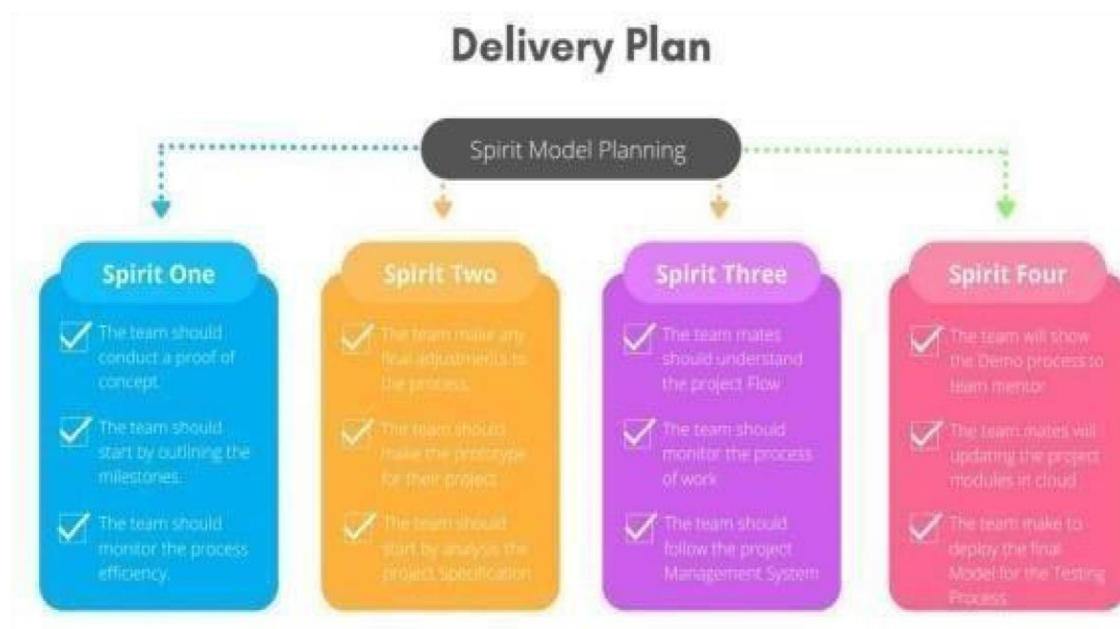 Delivery Plan
Spirit Model Planning
Spirit One
The team should
conduct a proof of
concept.
The team should
start by outlining the
milestones.
The team should
monitor the process
efficiency.
Spirit Two
The team make any
final adjustments to
the process.
The team should
make the prototype
for their project
The team should
start by analysis the
project Specification
Spirit Three
The team mates
should understand
the project Flow
The team should
monitor the process
of work
The team should
follow the project
Management System
Spirit Four
The team will show
the Demo process to
team mentor
The team mates will
updating the project
modules in cloud
The team make to
deploy the final
Model for the Testing
Process